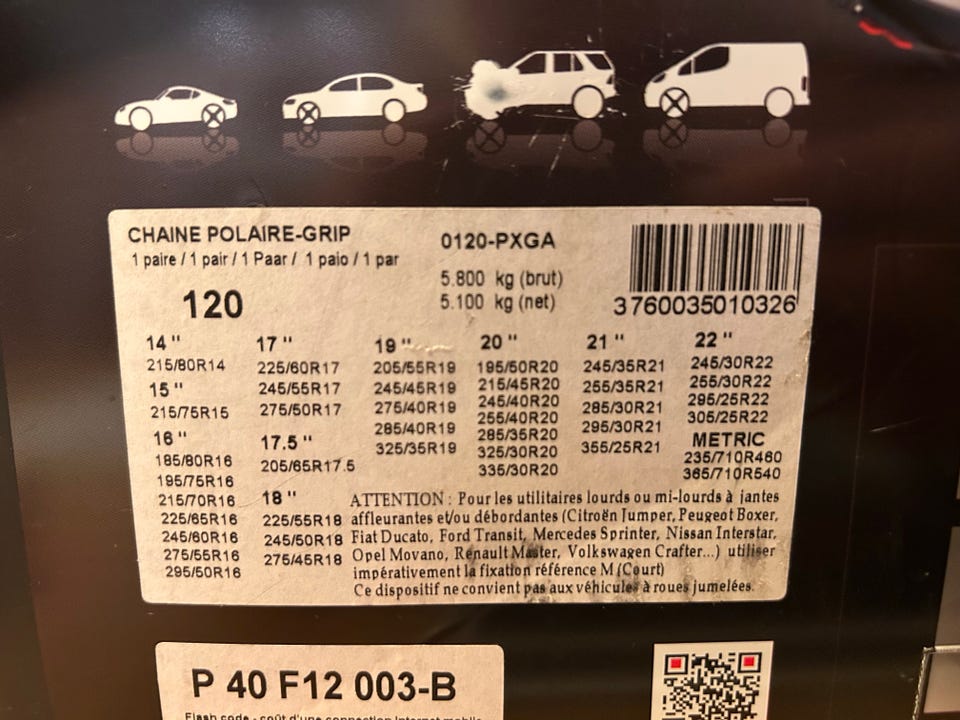 CHAINE POLAIRE-GRIP
1 paire / 1 pair / 1 Paar / 1 paio / 1 par
120
0120-PXGA
5.800 kg (brut)
5.100 kg (net)
3760035010326
14 "
215/80R14
15 "
215/75R15
16 "
185/80R16
195/75R16
215/70R16
225/65R16
245/60R16
275/55R16
295/50R16
17 "
225/60R17
245/55R17
275/50R17
17.5 "
205/65R17.5
18 "
225/55R18
245/50R18
275/45R18
19 "
205/55R19
245/45R19
275/40R19
285/40R19
325/35R19
20 "
195/50R20
215/45R20
245/40R20
255/40R20
285/35R20
325/30R20
335/30R20
21 "
245/35R21
255/35R21
285/30R21
295/30R21
355/25R21
22 "
245/30R22
255/30R22
295/25R22
305/25R22
METRIC
235/710R460
365/710R540
ATTENTION : Pour les utilitaires lourds ou mi-lourds à jantes
affleurantes et/ou débordantes (Citroën Jumper, Peugeot Boxer,
Fiat Ducato, Ford Transit, Mercedes Sprinter, Nissan Interstar,
Opel Movano, Renault Master, Volkswagen Crafter...) utiliser
impérativement la fixation référence M (Court)
Ce dispositif ne convient pas aux véhicules à roues jumelées.
P 40 F12 003-B
Flash code - coût d'une connection Internet mobile